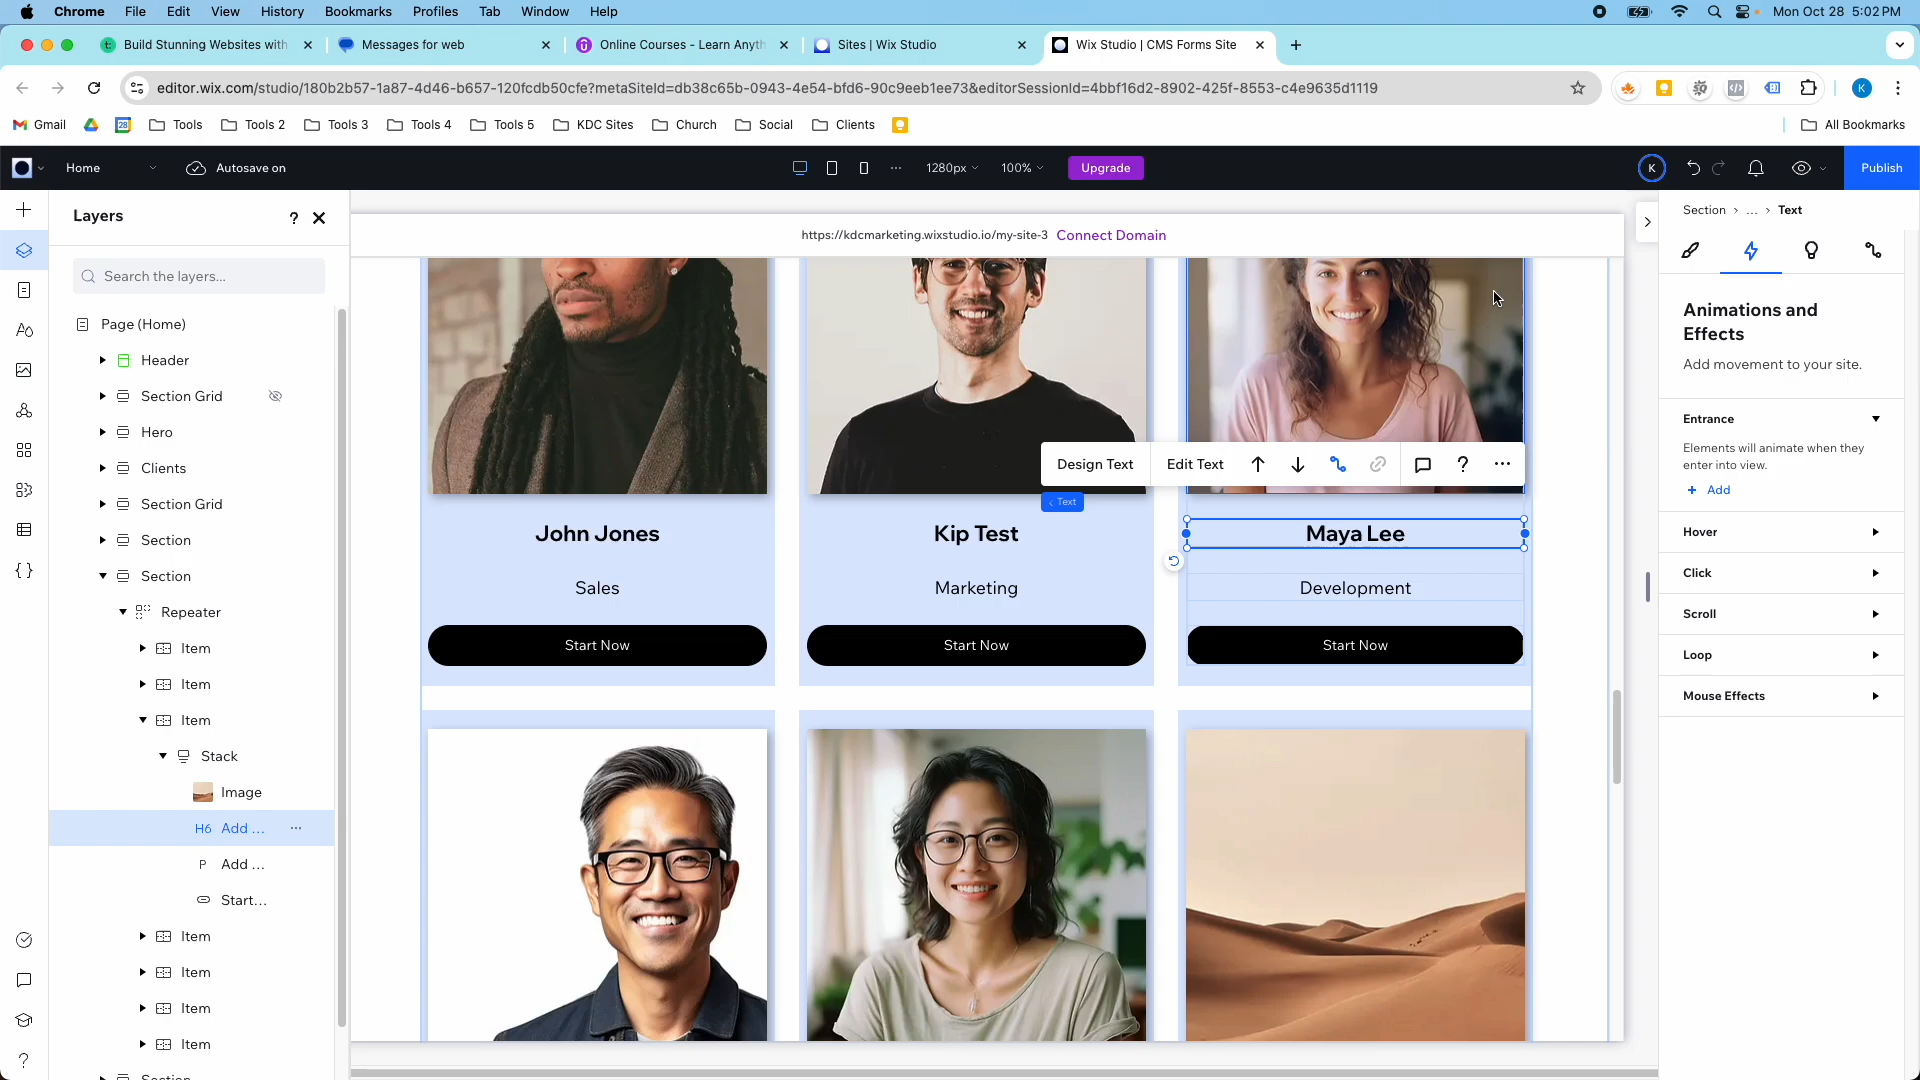 Chrome File Edit View History Bookmarks Profiles Tab Window Help Mon Oct 28 5:02 PM
Build Stunning Websites with Messages for web Online Courses - Learn Anyth Sites | Wix Studio Wix Studio | CMS Forms Site
editor.wix.com/studio/180b2b57-1a87-4d46-b657-120fcdb50cfe?metaSiteId=db38c65b-0943-4e54-bfd6-90c9eeb1ee73&editorSessionId=4bbf16d2-8902-425f-8553-c4e9635d1119 K
Gmail Tools Tools 2 Tools 3 Tools 4 Tools 5 KDC Sites Church Social Clients All Bookmarks
Home Autosave on 1280px 100% Upgrade K Publish
Layers ?
Search the layers...
Page (Home)
Header
Section Grid
Hero
Clients
Section Grid
Section
Section
Repeater
Item
Item
Item
Stack
Image
H6 Add ...
P Add ...
Start...
Item
Item
Item
Item
https://kdcmarketing.wixstudio.io/my-site-3 Connect Domain
Design Text Edit Text ?
< Text
John Jones Kip Test Maya Lee
Sales Marketing Development
Start Now Start Now Start Now
Section > ... > Text
Animations and
Effects
Add movement to your site.
Entrance
Elements will animate when they
enter into view.
+ Add
Hover
Click
Scroll
Loop
Mouse Effects